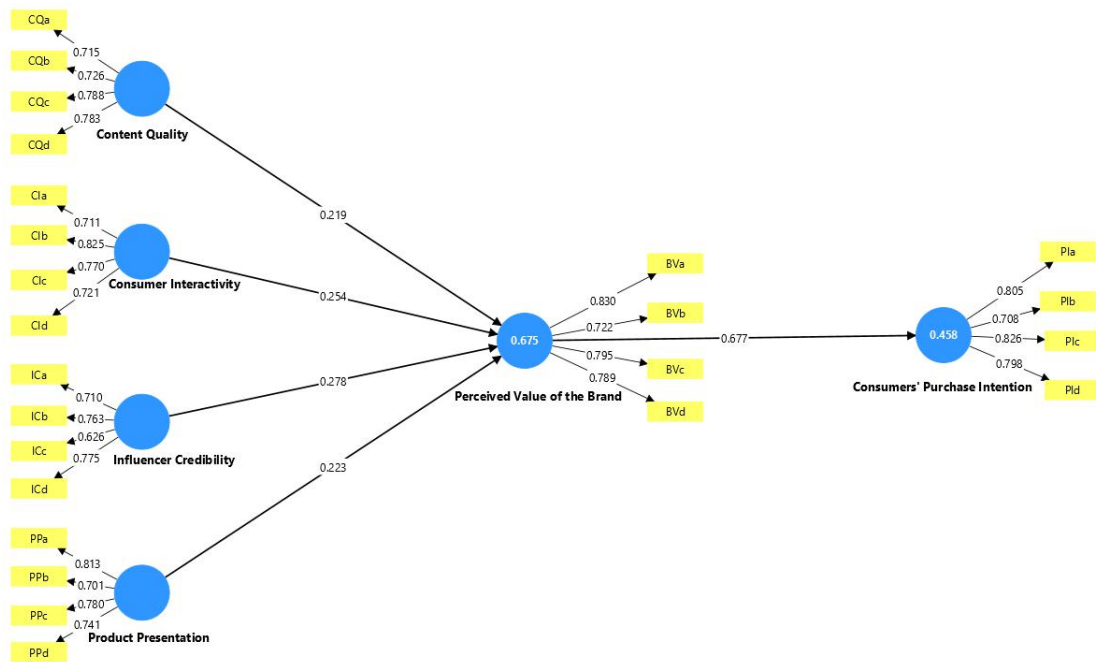 CQa
0.715
CQb
0.726
CQc
0.788
0.783
CQd
Content Quality
0.219
CIa
0.711
CIb
0.825
CIc
0.770
0.721
CId
Consumer Interactivity
0.254
ICa
0.710
ICb
0.763
ICc
0.626
0.775
ICd
Influencer Credibility
0.278
PPa
0.813
PPb
0.701
PPc
0.780
0.741
PPd
Product Presentation
0.223
0.675
Perceived Value of the Brand
BVa
0.830
BVb
0.722
BVc
0.795
0.789
BVd
0.677
0.458
Consumers' Purchase Intention
PIa
0.805
PIb
0.708
PIc
0.826
0.798
PId